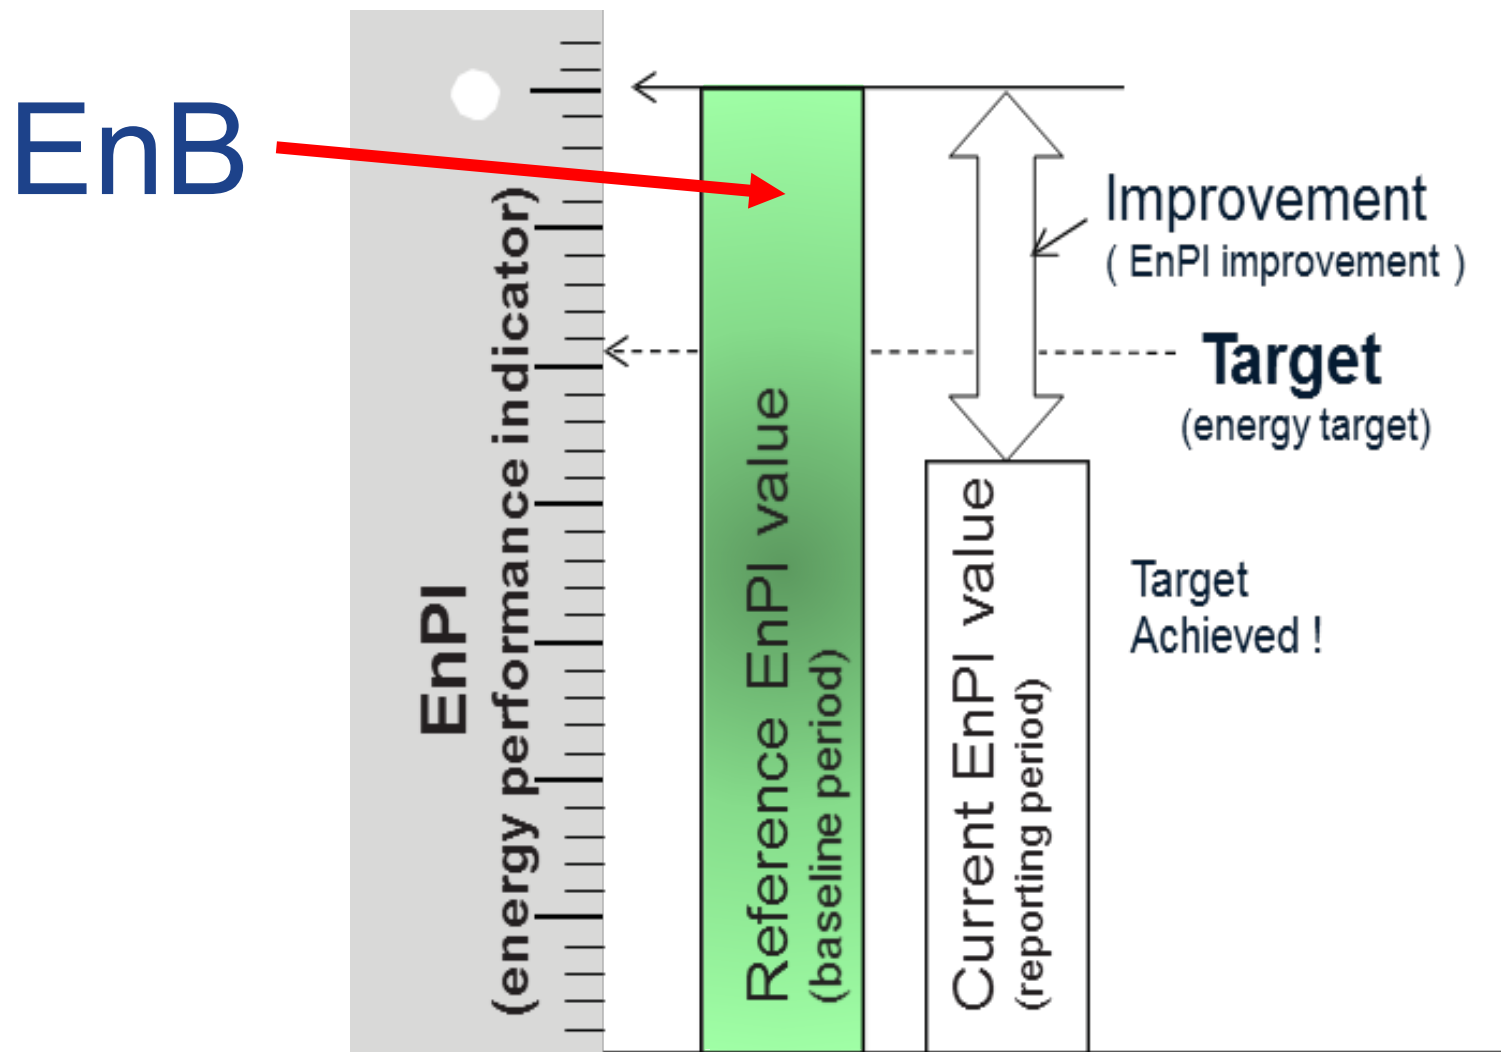 EnB
EnPI
(energy performance indicator)
Reference EnPI value
(baseline period)
Current EnPI value
(reporting period)
Improvement
( EnPI improvement )
Target
(energy target)
Target
Achieved !